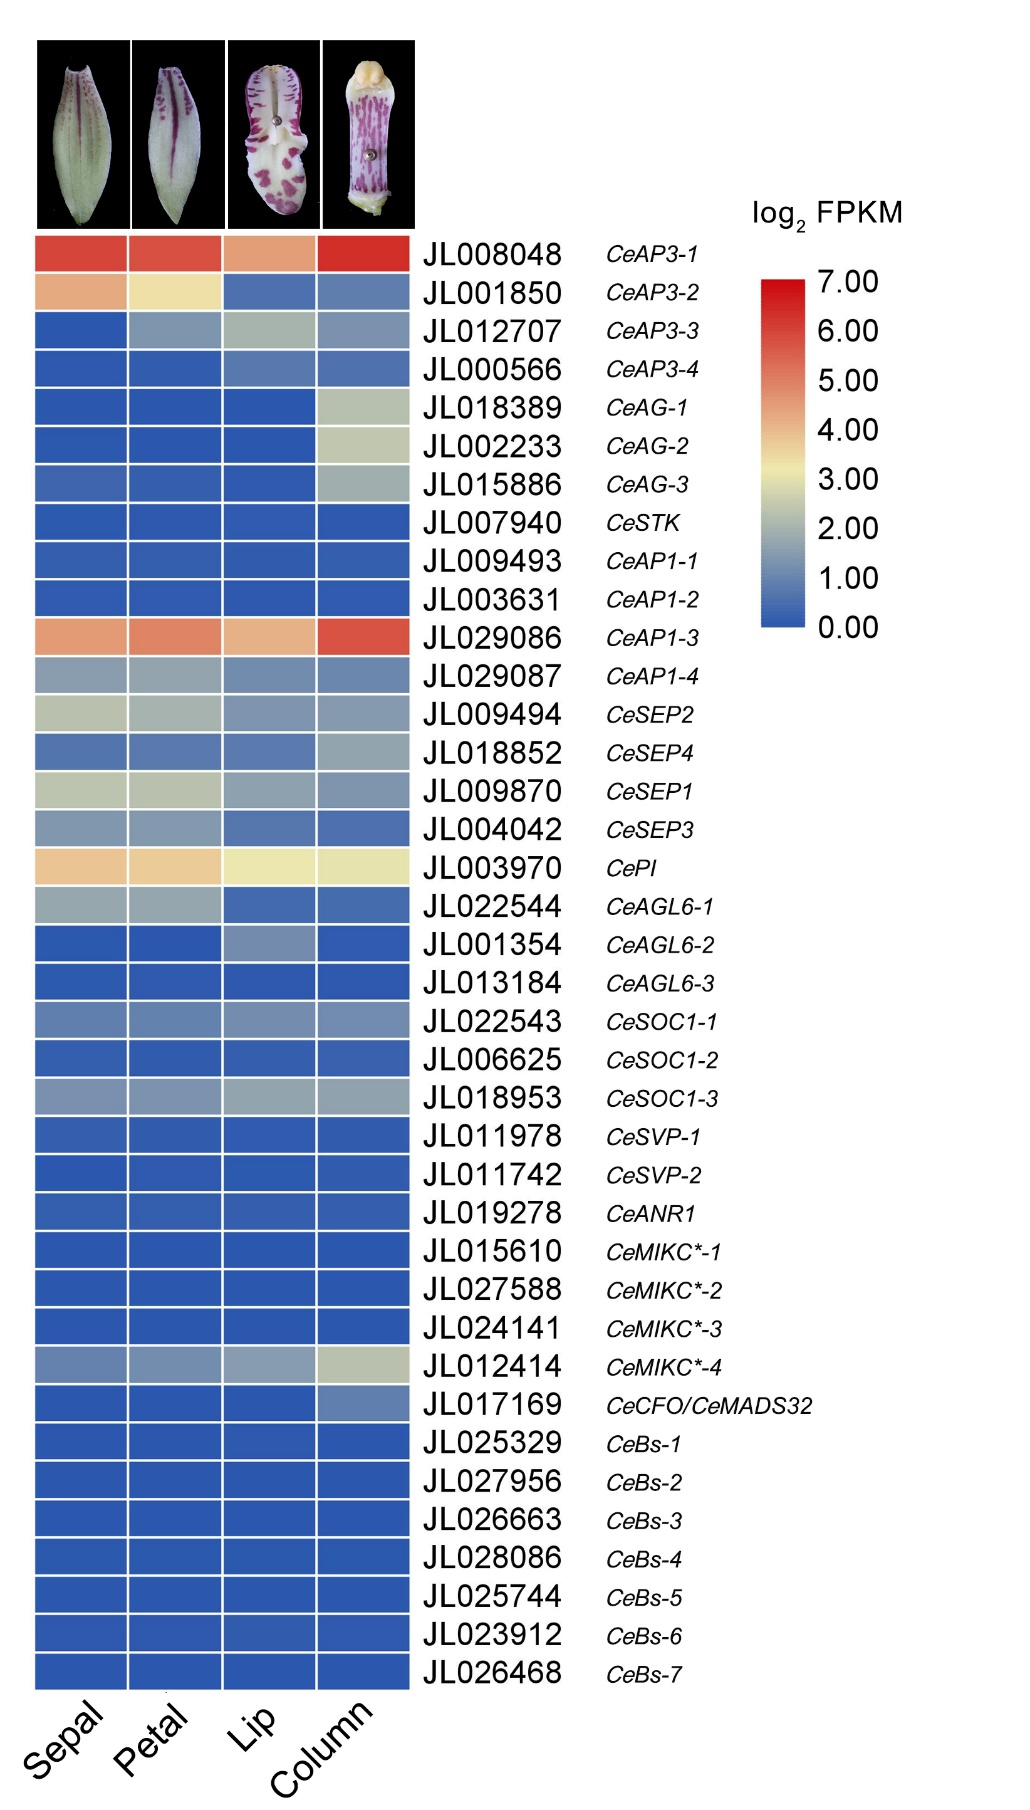 log2 FPKM
7.00
6.00
5.00
4.00
3.00
2.00
1.00
0.00
JL008048 CeAP3-1
JL001850 CeAP3-2
JL012707 CeAP3-3
JL000566 CeAP3-4
JL018389 CeAG-1
JL002233 CeAG-2
JL015886 CeAG-3
JL007940 CeSTK
JL009493 CeAP1-1
JL003631 CeAP1-2
JL029086 CeAP1-3
JL029087 CeAP1-4
JL009494 CeSEP2
JL018852 CeSEP4
JL009870 CeSEP1
JL004042 CeSEP3
JL003970 CePI
JL022544 CeAGL6-1
JL001354 CeAGL6-2
JL013184 CeAGL6-3
JL022543 CeSOC1-1
JL006625 CeSOC1-2
JL018953 CeSOC1-3
JL011978 CeSVP-1
JL011742 CeSVP-2
JL019278 CeANR1
JL015610 CeMIKC*-1
JL027588 CeMIKC*-2
JL024141 CeMIKC*-3
JL012414 CeMIKC*-4
JL017169 CeCFO/CeMADS32
JL025329 CeBs-1
JL027956 CeBs-2
JL026663 CeBs-3
JL028086 CeBs-4
JL025744 CeBs-5
JL023912 CeBs-6
JL026468 CeBs-7
Sepal Petal Lip Column